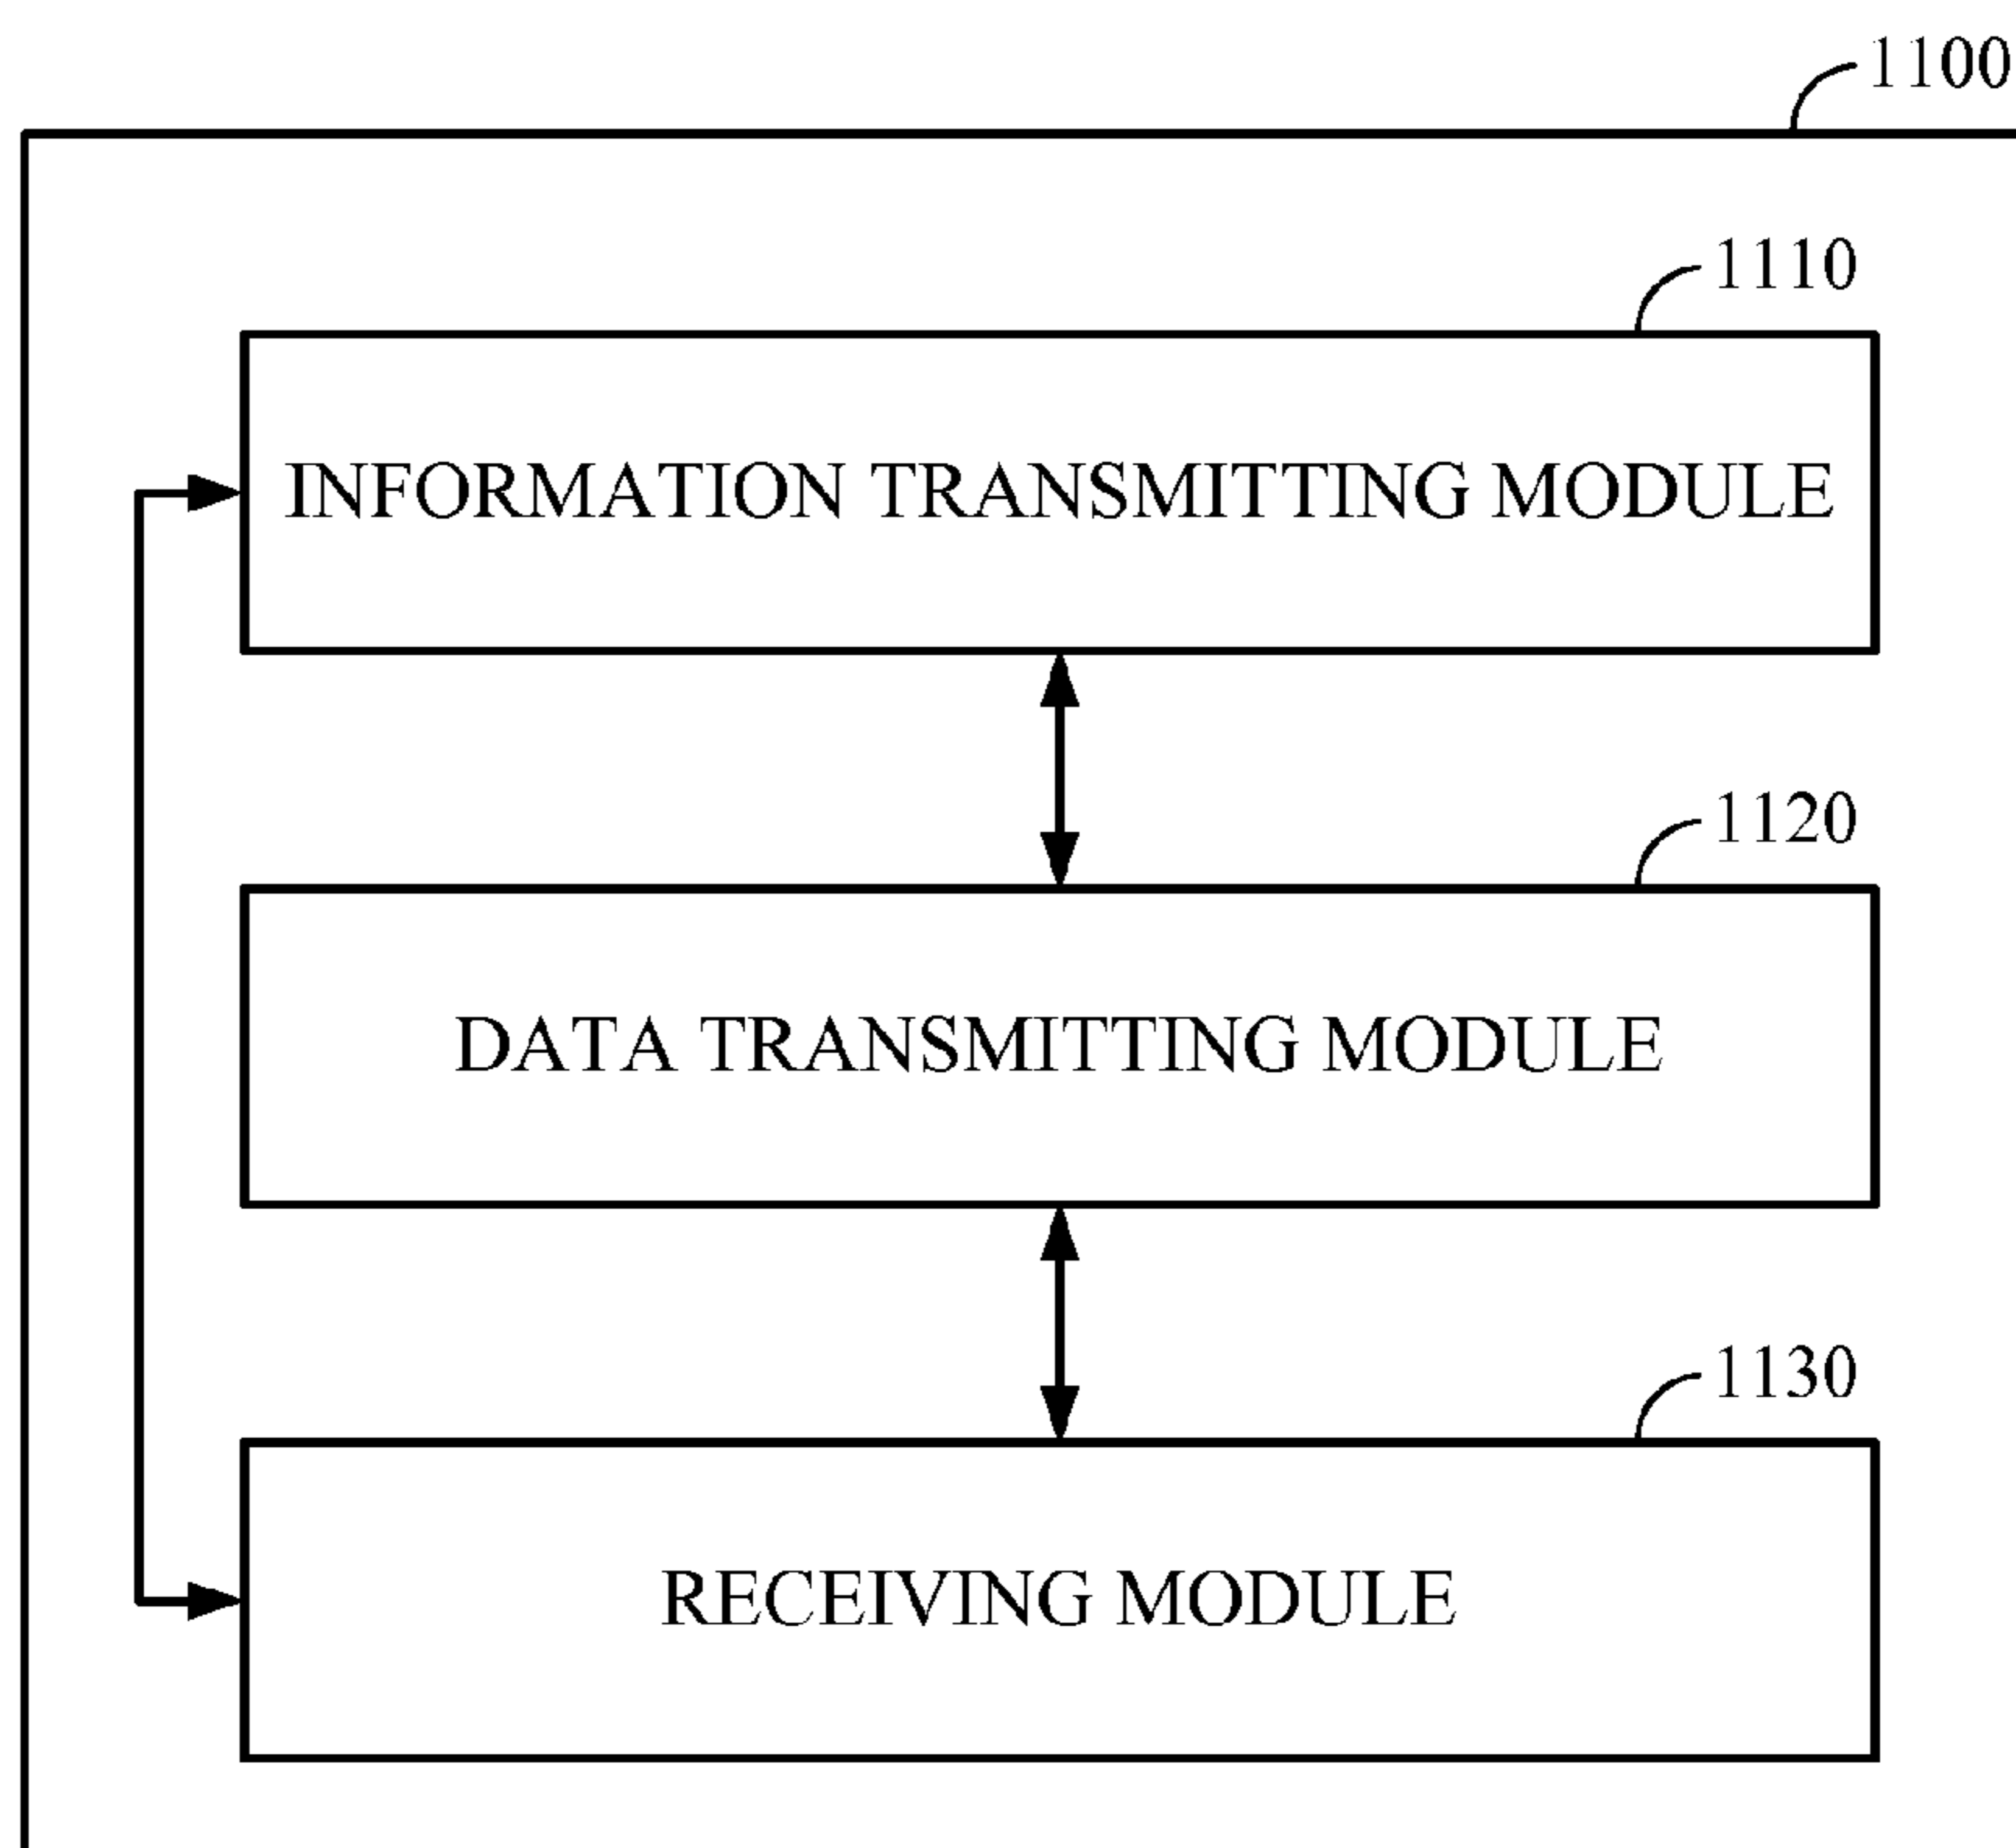 1100
1110
INFORMATION TRANSMITTING MODULE
1120
DATA TRANSMITTING MODULE
1130
RECEIVING MODULE